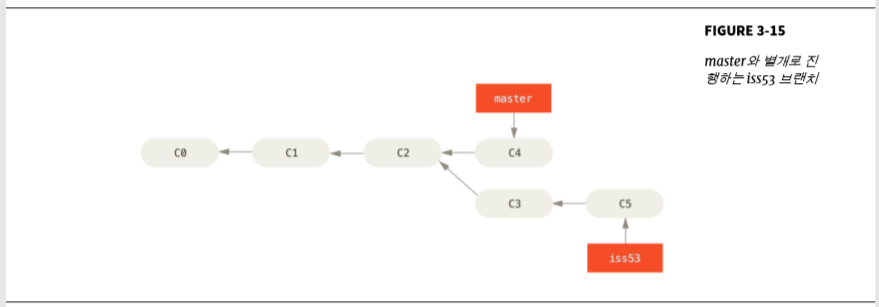 FIGURE 3-15
master와 별개로 진
행하는 iss53 브랜치
master
C0
C1
C2
C4
C3
C5
iss53